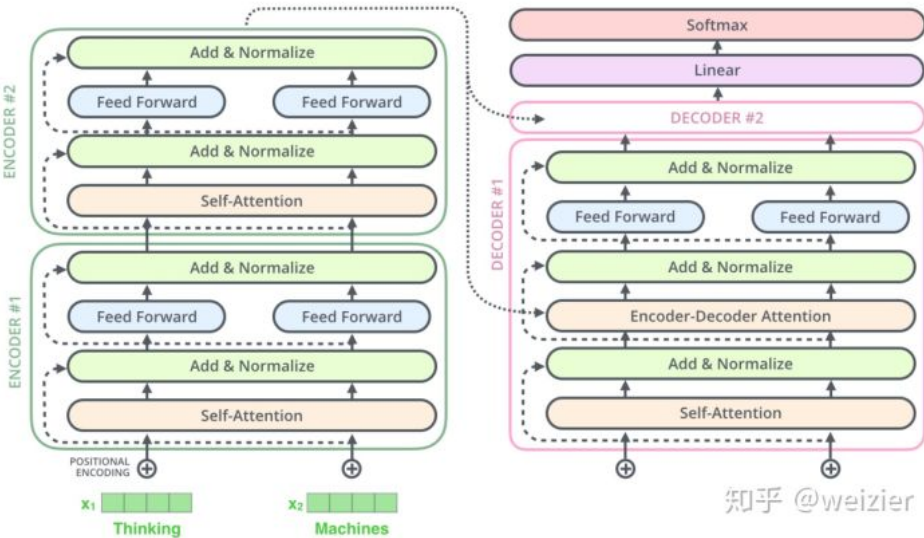 ENCODER #2
Add & Normalize
Feed Forward
Feed Forward
Add & Normalize
Self-Attention
ENCODER #1
Add & Normalize
Feed Forward
Feed Forward
Add & Normalize
Self-Attention
POSITIONAL
ENCODING
x1
x2
Thinking
Machines
Softmax
Linear
DECODER #2
DECODER #1
Add & Normalize
Feed Forward
Feed Forward
Add & Normalize
Encoder-Decoder Attention
Add & Normalize
Self-Attention
知乎 @weizier